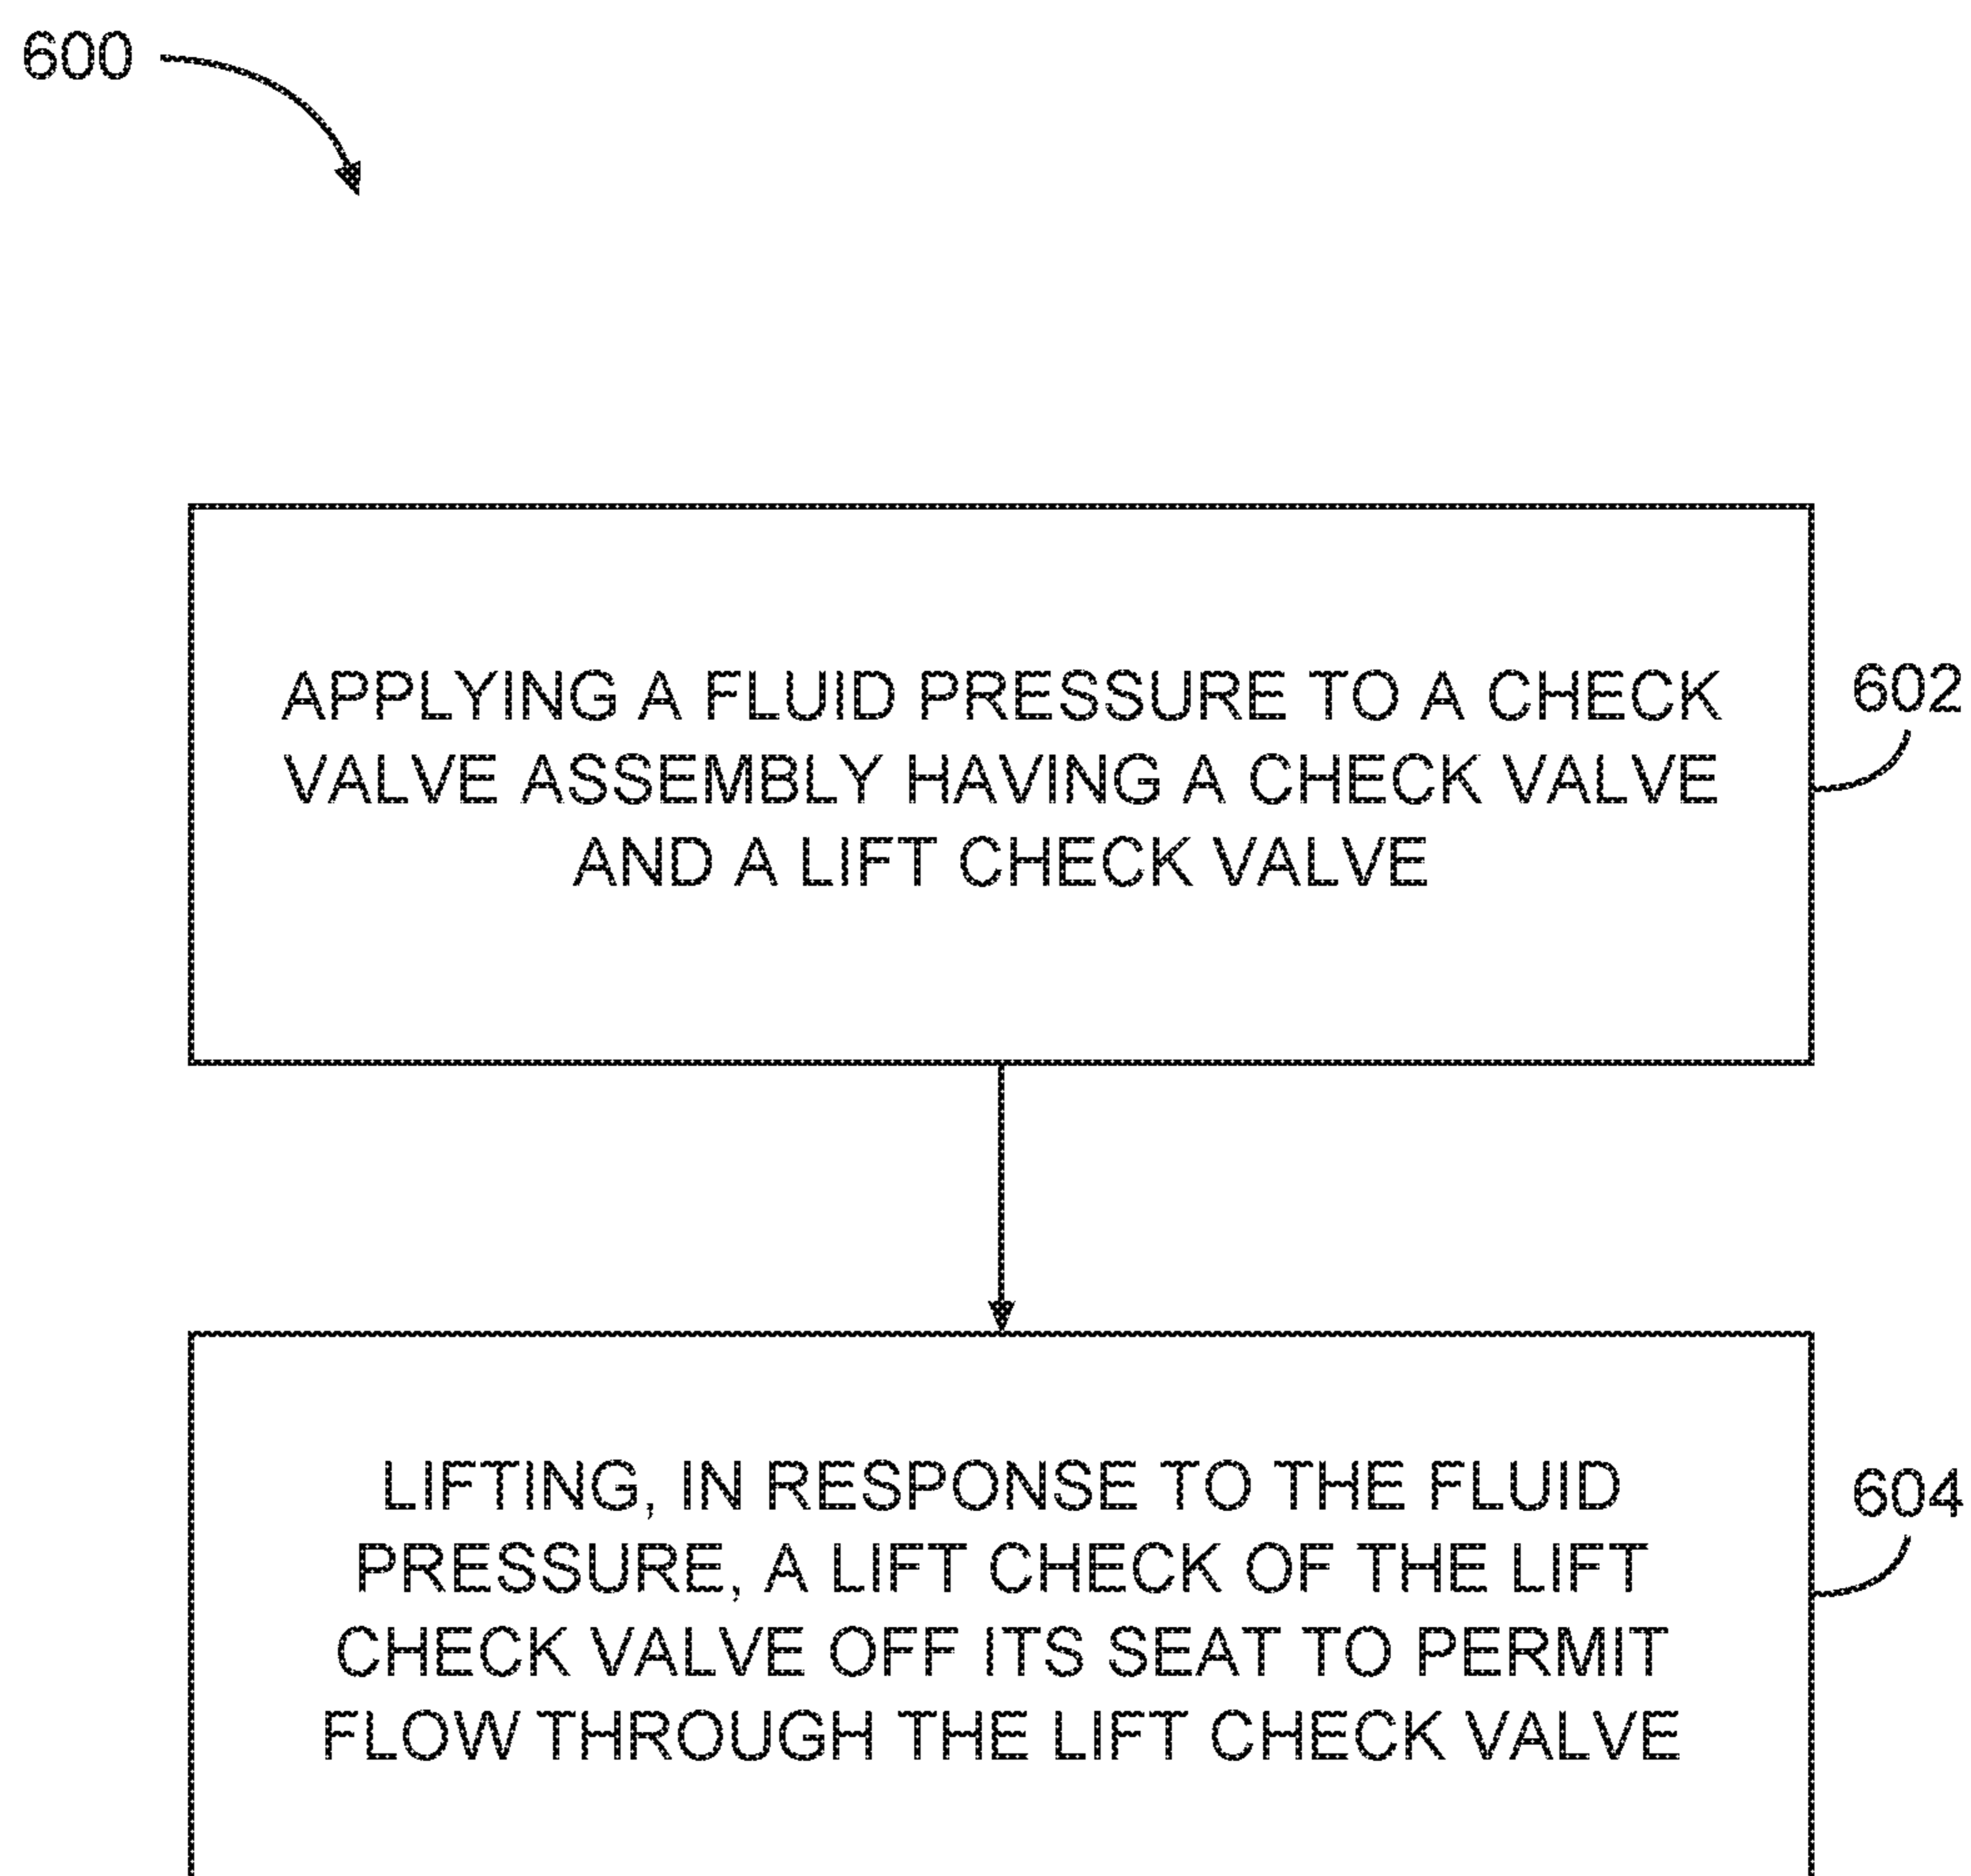 600
APPLYING A FLUID PRESSURE TO A CHECK
VALVE ASSEMBLY HAVING A CHECK VALVE
AND A LIFT CHECK VALVE
602
LIFTING, IN RESPONSE TO THE FLUID
PRESSURE, A LIFT CHECK OF THE LIFT
CHECK VALVE OFF ITS SEAT TO PERMIT
FLOW THROUGH THE LIFT CHECK VALVE
604